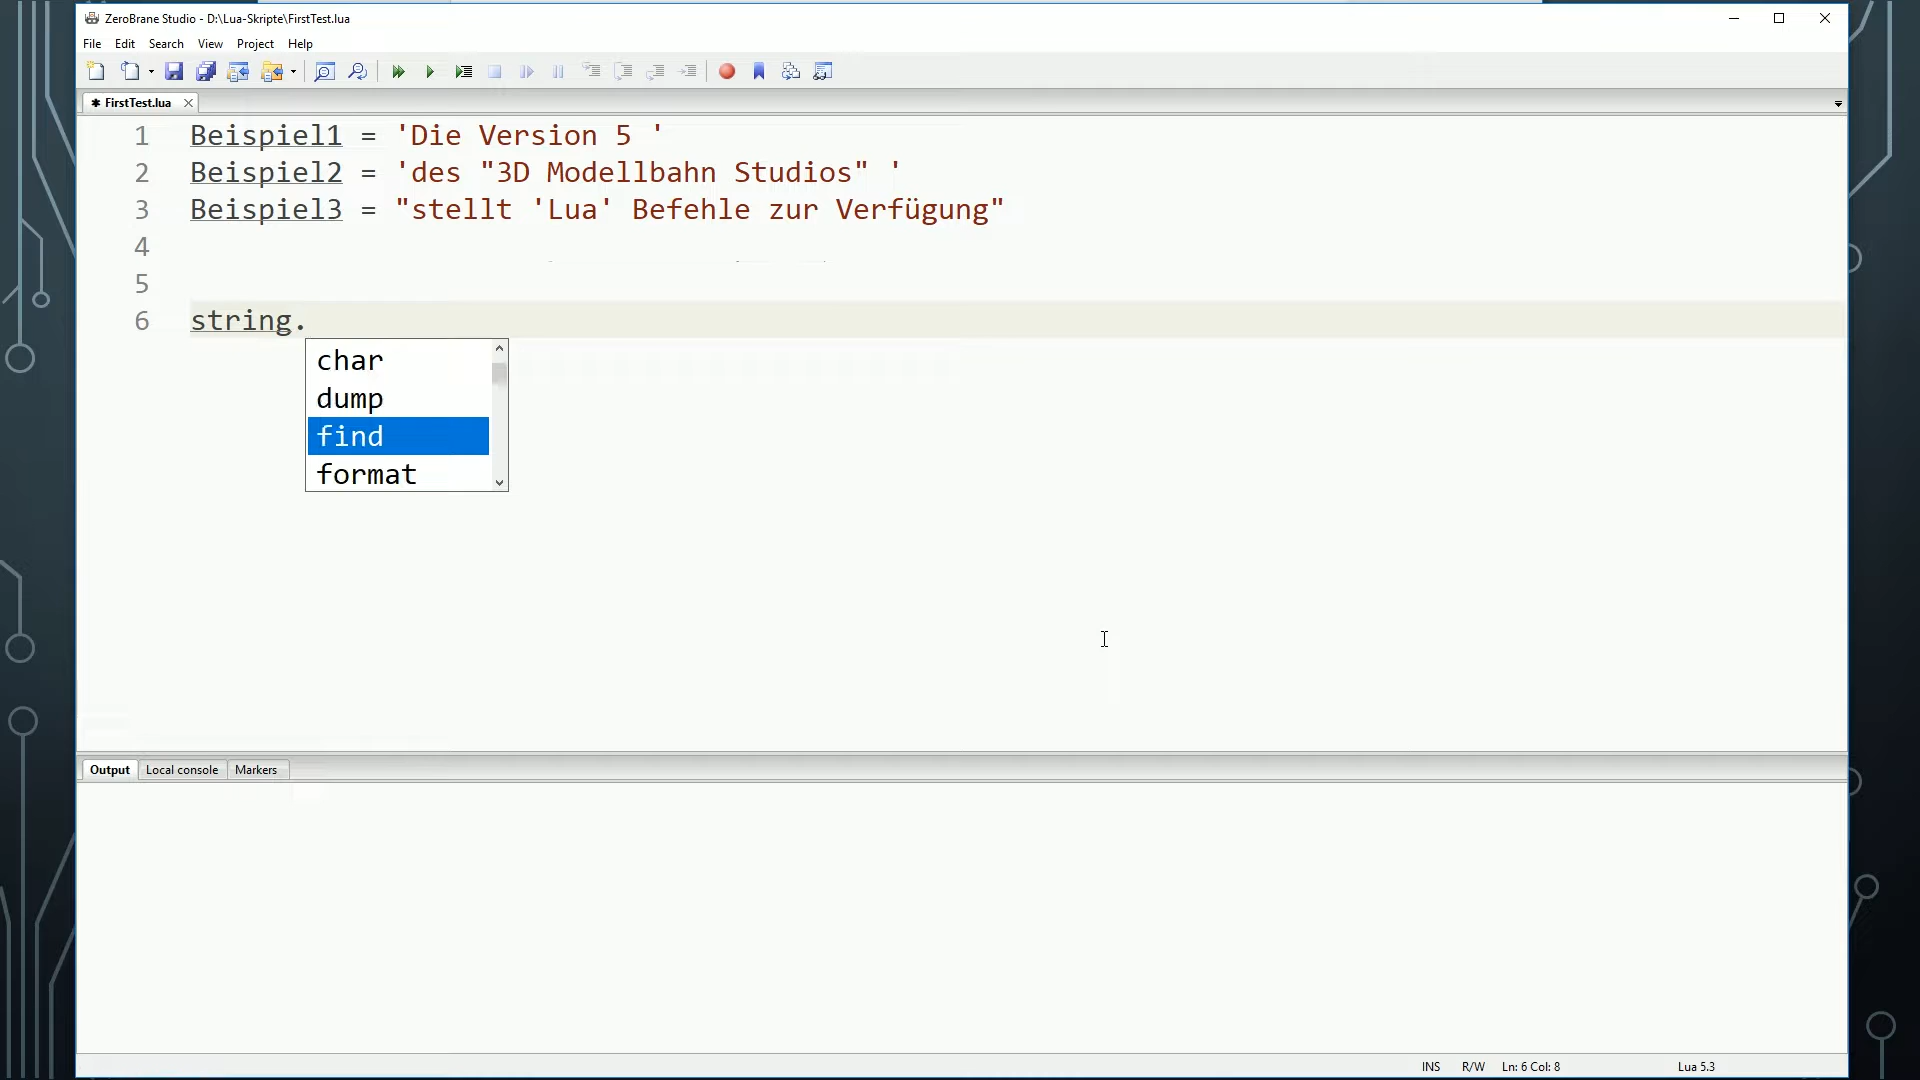 ZeroBrane Studio - D:\Lua-Skripte\FirstTest.lua
File Edit Search View Project Help
✱ FirstTest.lua
1 Beispiel1 = 'Die Version 5 '
2 Beispiel2 = 'des "3D Modellbahn Studios" '
3 Beispiel3 = "stellt 'Lua' Befehle zur Verfügung"
4
5
6 string.
char
dump
find
format
Output Local console Markers
INS R/W Ln: 6 Col: 8 Lua 5.3